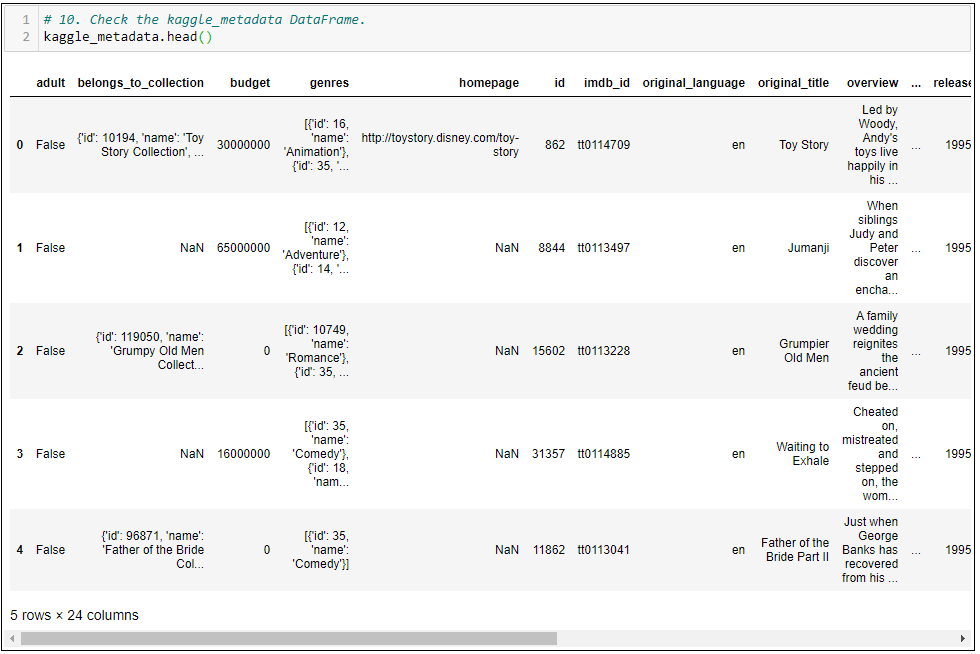 1 # 10. Check the kaggle_metadata DataFrame.
2 kaggle_metadata.head()
adult belongs_to_collection budget genres homepage id imdb_id original_language original_title overview ... release
0 False {'id': 10194, 'name': 'Toy Story Collection', ... 30000000 [{'id': 16, 'name': 'Animation'}, {'id': 35, '... http://toystory.disney.com/toy-story 862 tt0114709 en Toy Story Led by Woody, Andy's toys live happily in his ... ... 1995
1 False NaN 65000000 [{'id': 12, 'name': 'Adventure'}, {'id': 14, '... NaN 8844 tt0113497 en Jumanji When siblings Judy and Peter discover an encha... ... 1995
2 False {'id': 119050, 'name': 'Grumpy Old Men Collect... 0 [{'id': 10749, 'name': 'Romance'}, {'id': 35, ... NaN 15602 tt0113228 en Grumpier Old Men A family wedding reignites the ancient feud be... ... 1995
3 False NaN 16000000 [{'id': 35, 'name': 'Comedy'}, {'id': 18, 'nam... NaN 31357 tt0114885 en Waiting to Exhale Cheated on, mistreated and stepped on, the wom... ... 1995
4 False {'id': 96871, 'name': 'Father of the Bride Col... 0 [{'id': 35, 'name': 'Comedy'}] NaN 11862 tt0113041 en Father of the Bride Part II Just when George Banks has recovered from his ... ... 1995
5 rows × 24 columns